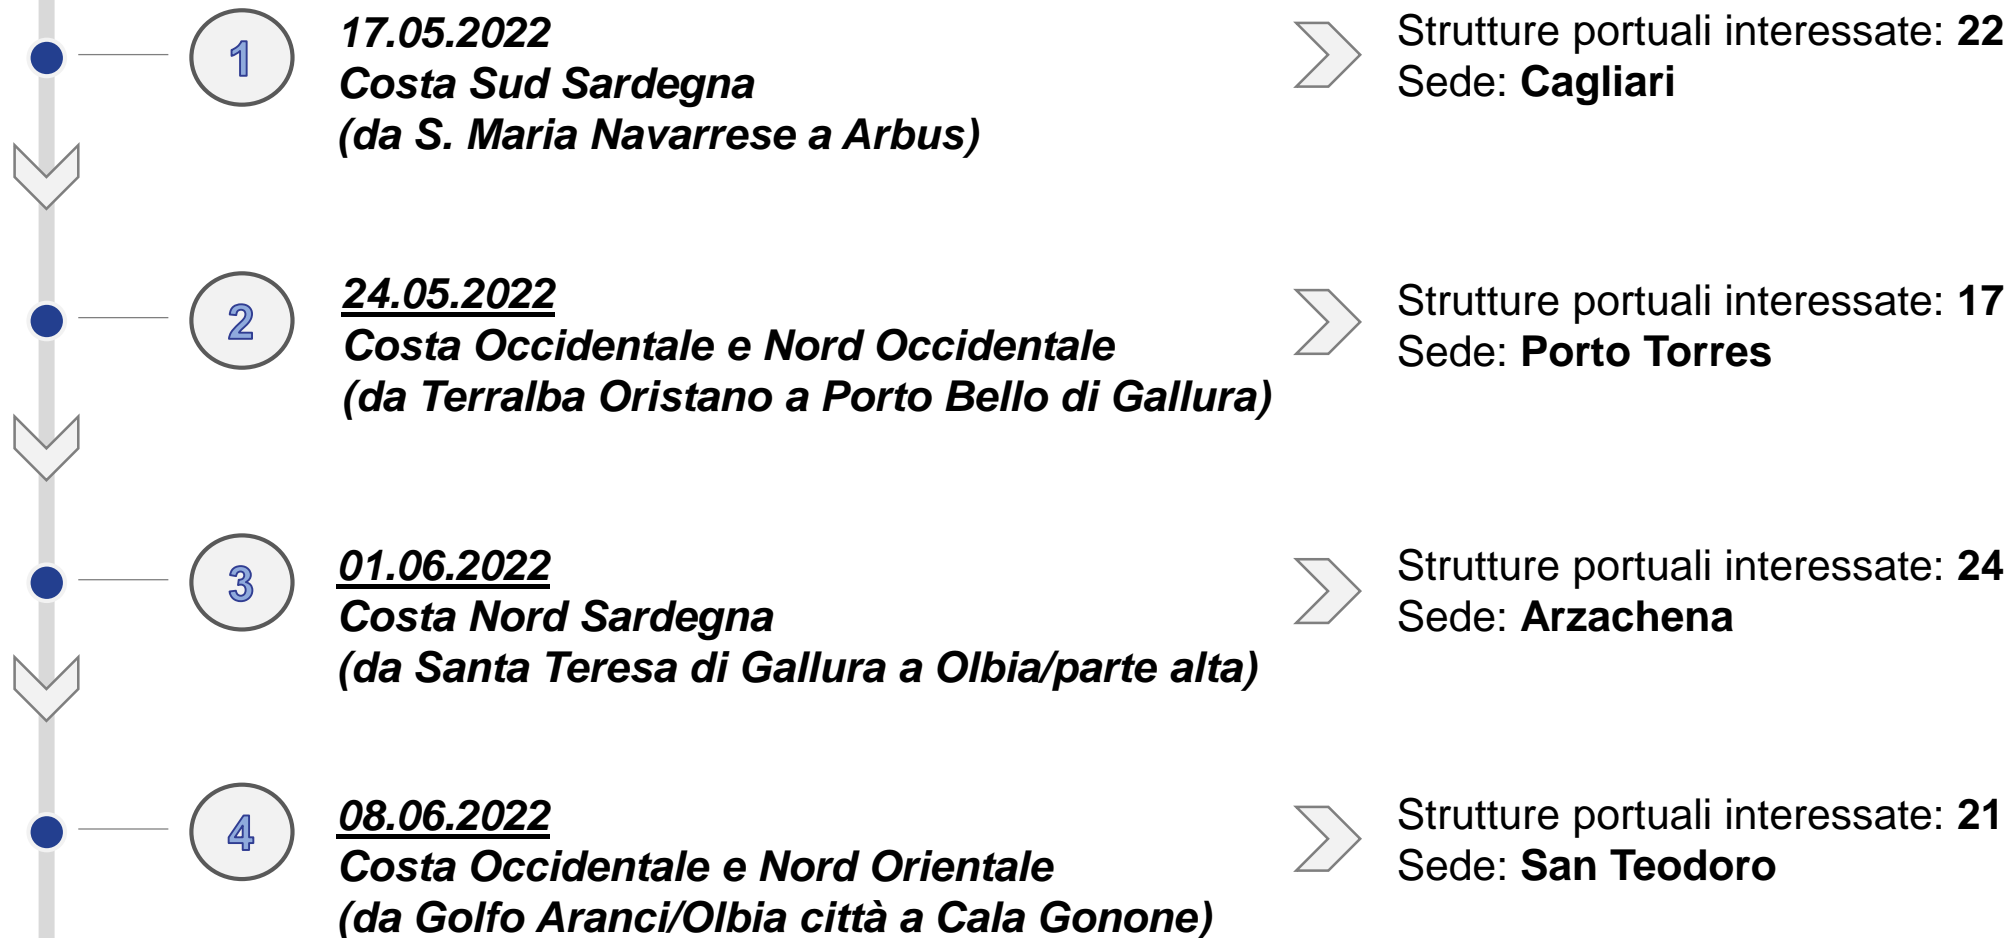 1
17.05.2022
Costa Sud Sardegna
(da S. Maria Navarrese a Arbus)
Strutture portuali interessate: 22
Sede: Cagliari
2
24.05.2022
Costa Occidentale e Nord Occidentale
(da Terralba Oristano a Porto Bello di Gallura)
Strutture portuali interessate: 17
Sede: Porto Torres
3
01.06.2022
Costa Nord Sardegna
(da Santa Teresa di Gallura a Olbia/parte alta)
Strutture portuali interessate: 24
Sede: Arzachena
4
08.06.2022
Costa Occidentale e Nord Orientale
(da Golfo Aranci/Olbia città a Cala Gonone)
Strutture portuali interessate: 21
Sede: San Teodoro